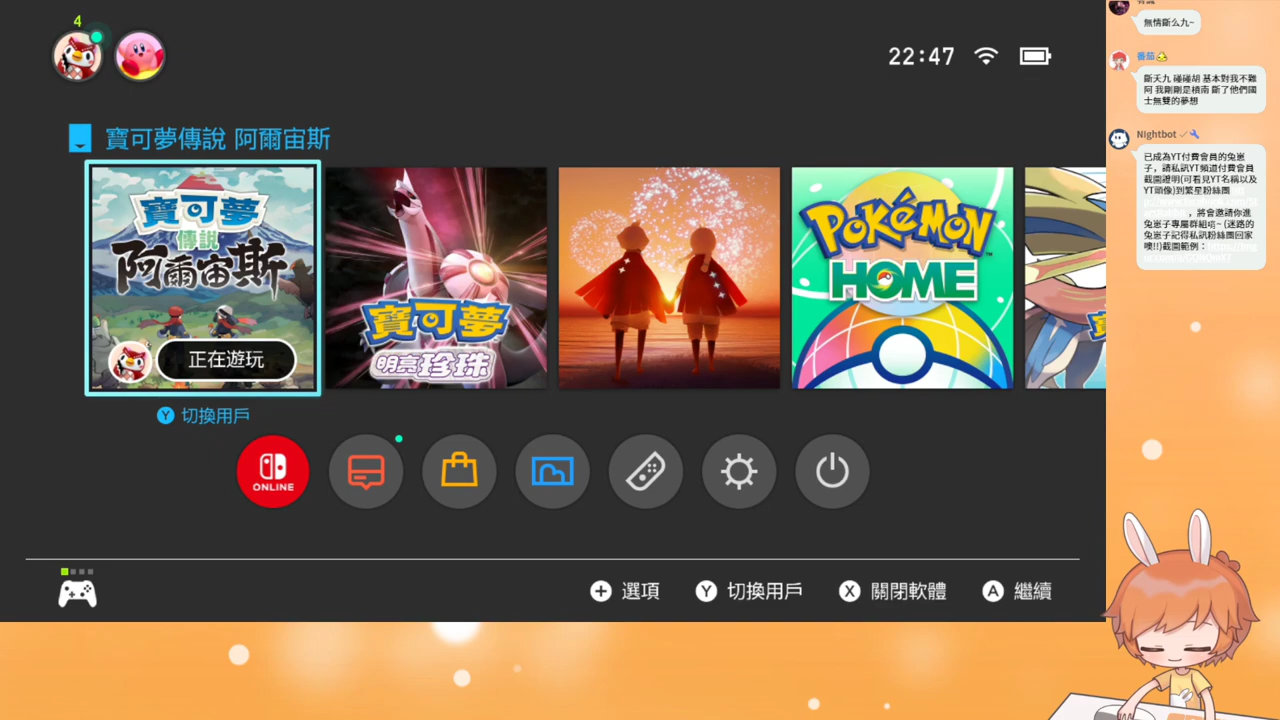 4
22:47
寶可夢傳說 阿爾宙斯
寶可夢
傳說
阿爾宙斯
正在遊玩
寶可夢
明亮珍珠
POKéMON
HOME
Y 切換用戶
ONLINE
+ 選項
Y 切換用戶
X 關閉軟體
A 繼續
無情斷么九~
番茄
斷夭九 碰碰胡 基本對我不難
阿 我剛剛是槓南 斷了他們國
士無雙的夢想
Nightbot
已成為YT付費會員的兔崽
子，請私訊YT頻道付費會員
截圖證明(可看見YT名稱以及
YT頭像)到繁星粉絲團
，將會邀請你進
兔崽子專屬群組唷~ (迷路的
兔崽子記得私訊粉絲團回家
噢!!)截圖範例：